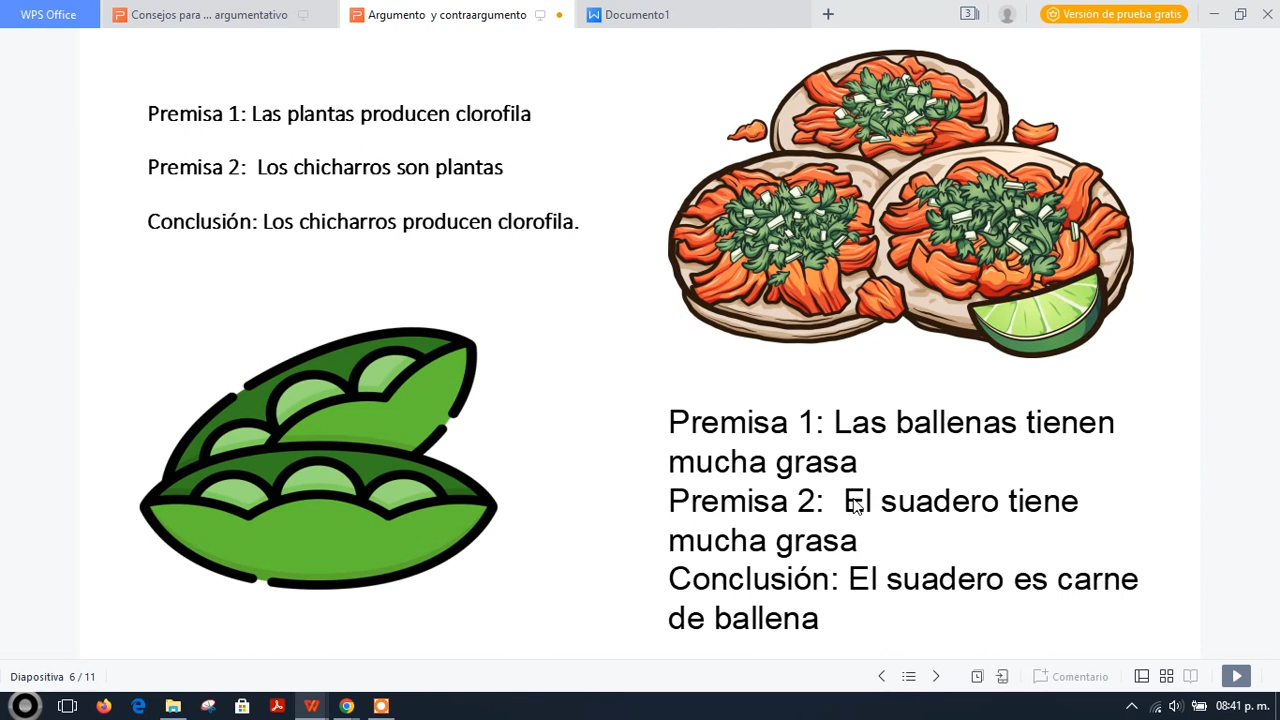 WPS Office
Consejos para ... argumentativo
Argumento y contraargumento
Documento1
3
Versión de prueba gratis
Premisa 1: Las plantas producen clorofila
Premisa 2: Los chicharros son plantas
Conclusión: Los chicharros producen clorofila.
Premisa 1: Las ballenas tienen
mucha grasa
Premisa 2: El suadero tiene
mucha grasa
Conclusión: El suadero es carne
de ballena
Diapositiva 6 / 11
Comentario
08:41 p. m.